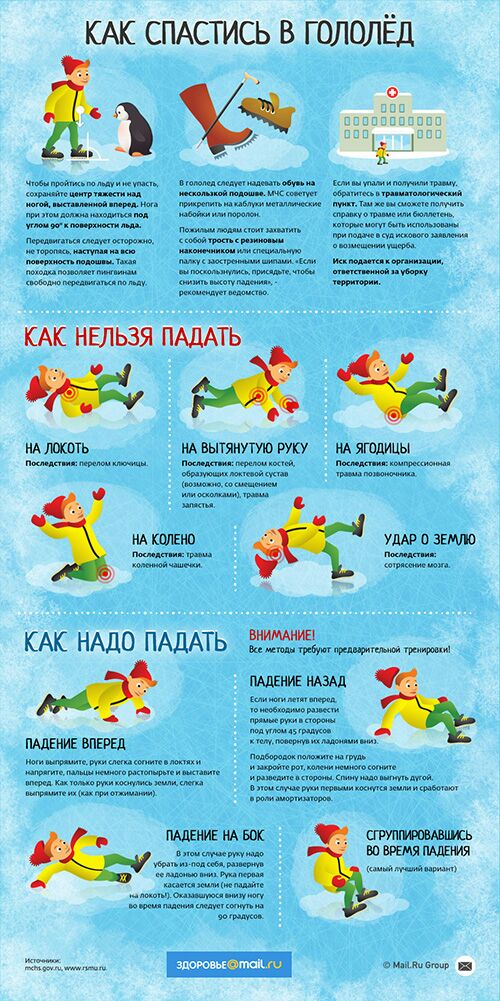 КАК СПАСТИСЬ В ГОЛОЛЁД
Чтобы пройтись по льду и не упасть,
сохраняйте центр тяжести над
ногой, выставленной вперед. Нога
при этом должна находиться под
углом 90° к поверхности льда.
Передвигаться следует осторожно,
не торопясь, наступая на всю
поверхность подошвы. Такая
походка позволяет пингвинам
свободно передвигаться по льду.
В гололед следует надевать обувь на
нескользкой подошве. МЧС советует
прикрепить на каблуки металлические
набойки или поролон.
Пожилым людям стоит захватить
с собой трость с резиновым
наконечником или специальную
палку с заостренными шипами. «Если
вы поскользнулись, присядьте, чтобы
снизить высоту падения», -
рекомендует ведомство.
Если вы упали и получили травму,
обратитесь в травматологический
пункт. Там же вы сможете получить
справку о травме или бюллетень,
которые могут быть использованы
при подаче в суд искового заявления
о возмещении ущерба.
Иск подается к организации,
ответственной за уборку
территории.
КАК НЕЛЬЗЯ ПАДАТЬ
НА ЛОКОТЬ
Последствия: перелом ключицы.
НА ВЫТЯНУТУЮ РУКУ
Последствия: перелом костей,
образующих локтевой сустав
(возможно, со смещением
или осколками), травма
запястья.
НА ЯГОДИЦЫ
Последствия: компрессионная
травма позвоночника.
НА КОЛЕНО
Последствия: травма
коленной чашечки.
УДАР О ЗЕМЛЮ
Последствия:
сотрясение мозга.
КАК НАДО ПАДАТЬ
ВНИМАНИЕ!
Все методы требуют предварительной тренировки!
ПАДЕНИЕ ВПЕРЕД
Ноги выпрямите, руки слегка согните в локтях и
напрягите, пальцы немного растопырьте и выставите
вперед. Как только руки коснулись земли, слегка
выпрямите их (как при отжимании).
ПАДЕНИЕ НАЗАД
Если ноги летят вперед,
то необходимо развести
прямые руки в стороны
под углом 45 градусов
к телу, повернув их ладонями вниз.
Подбородок положите на грудь
и закройте рот, колени немного согните
и разведите в стороны. Спину надо выгнуть дугой.
В этом случае руки первыми коснутся земли и сработают
в роли амортизаторов.
ПАДЕНИЕ НА БОК
В этом случае руку надо
убрать из-под себя, развернув
ее ладонью вниз. Рука первая
касается земли (не падайте
на локоть!). Оказавшуюся внизу ногу
во время падения следует согнуть на
90 градусов.
СГРУППИРОВАВШИСЬ
ВО ВРЕМЯ ПАДЕНИЯ
(самый лучший вариант)
Источники:
mchs.gov.ru, www.rsmu.ru.
ЗДОРОВЬЕ@mail.ru
© Mail.Ru Group